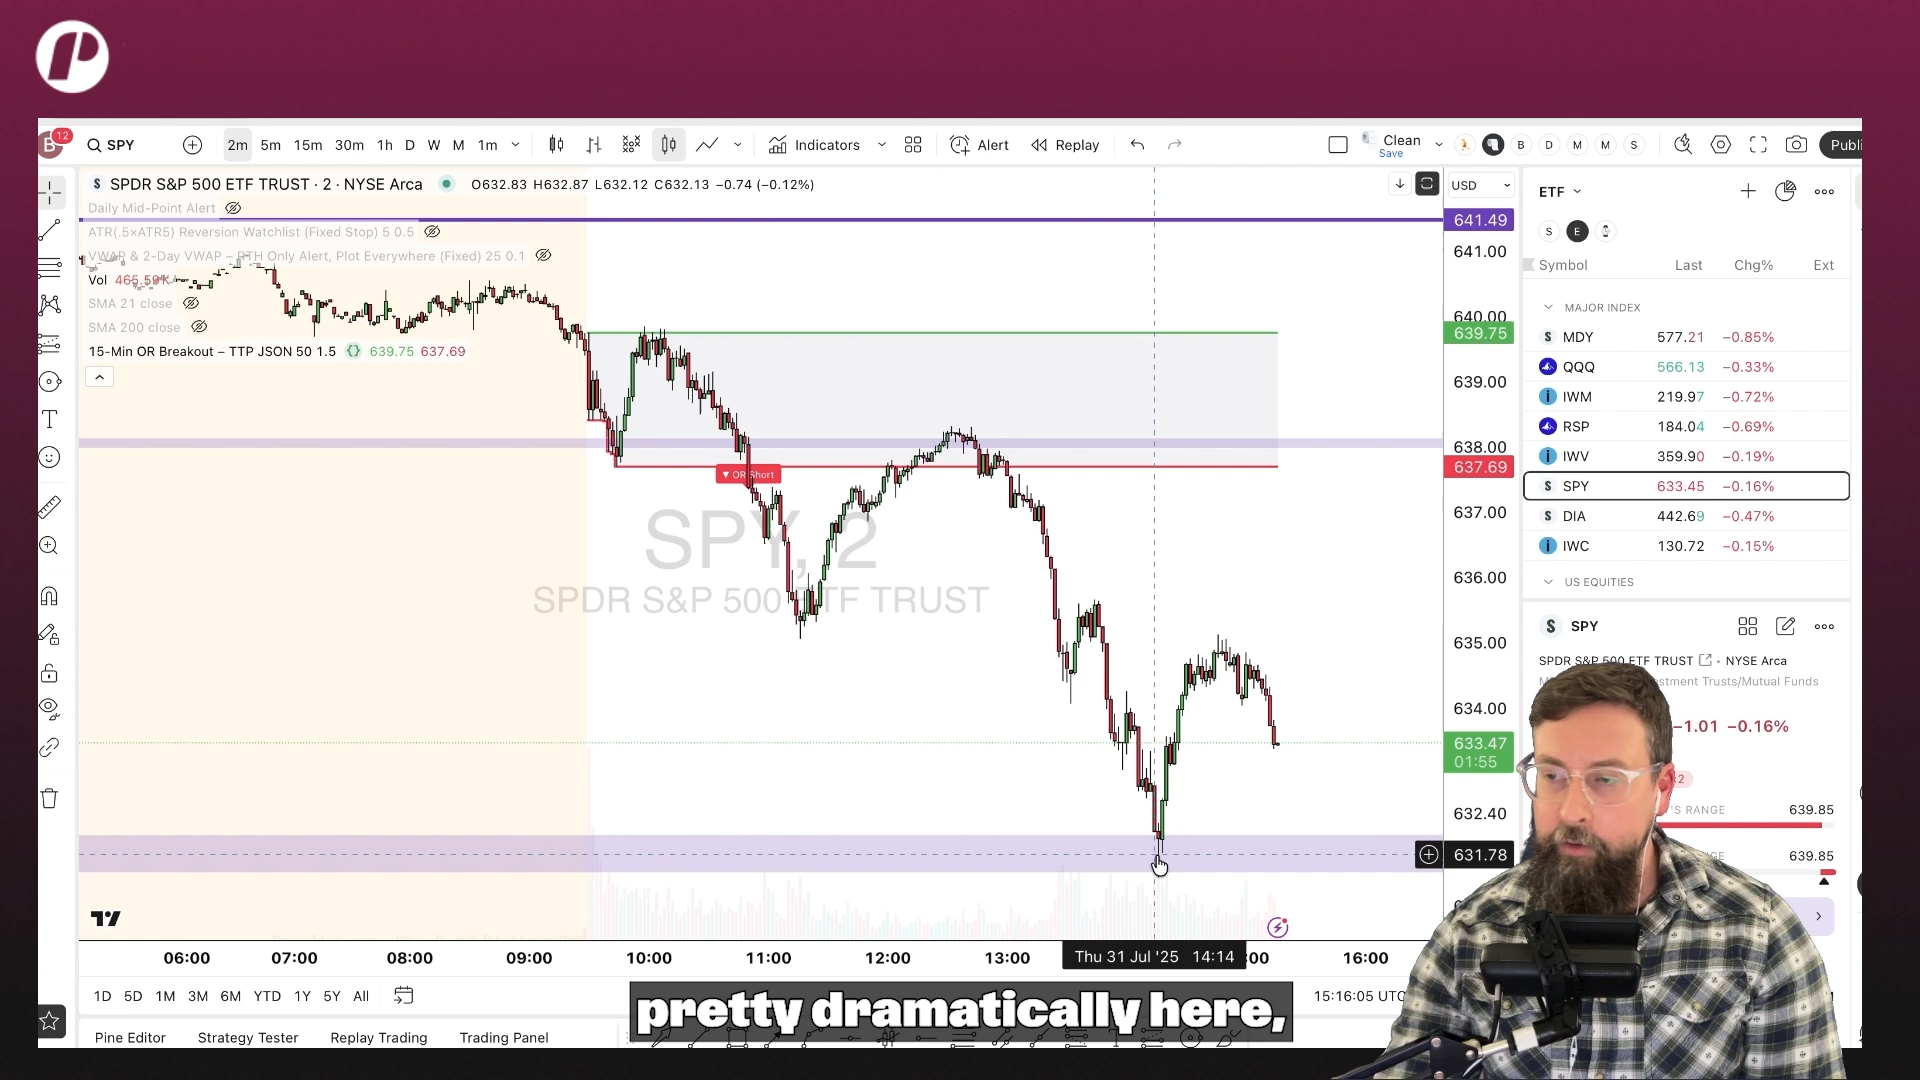 12
B
SPY
2m 5m 15m 30m 1h D W M 1m
Indicators
Alert
Replay
Clean
Save
B D M M S
Publi
S SPDR S&P 500 ETF TRUST · 2 · NYSE Arca
O632.83 H632.87 L632.12 C632.13 −0.74 (−0.12%)
Daily Mid-Point Alert
ATR(.5×ATR5) Reversion Watchlist (Fixed Stop) 5 0.5
VWAP & 2-Day VWAP – RTH Only Alert, Plot Everywhere (Fixed) 25 0.1
Vol 465.59K
SMA 21 close
SMA 200 close
15-Min OR Breakout – TTP JSON 50 1.5 {} 639.75 637.69
▼ OR Short
SPY, 2
SPDR S&P 500 ETF TRUST
USD
641.49
641.00
640.00
639.75
639.00
638.00
637.69
637.00
636.00
635.00
634.00
633.47
01:55
632.40
631.78
06:00 07:00 08:00 09:00 10:00 11:00 12:00 13:00 Thu 31 Jul '25 14:14 :00 16:00
1D 5D 1M 3M 6M YTD 1Y 5Y All
15:16:05 UTC
pretty dramatically here,
Pine Editor Strategy Tester Replay Trading Trading Panel
ETF
S E
Symbol Last Chg% Ext
MAJOR INDEX
MDY 577.21 −0.85%
QQQ 566.13 −0.33%
IWM 219.97 −0.72%
RSP 184.04 −0.69%
IWV 359.90 −0.19%
SPY 633.45 −0.16%
DIA 442.69 −0.47%
IWC 130.72 −0.15%
US EQUITIES
S SPY
SPDR S&P 500 ETF TRUST · NYSE Arca
estment Trusts/Mutual Funds
−1.01 −0.16%
'S RANGE 639.85
639.85